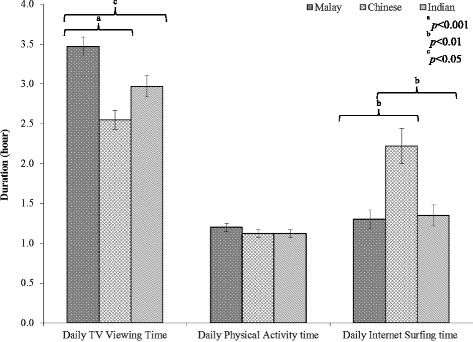 Malay Chinese Indian
a p<0.001
b p<0.01
c p<0.05
c
a
b
b
Duration (hour)
4.0
3.5
3.0
2.5
2.0
1.5
1.0
0.5
0.0
Daily TV Viewing Time Daily Physical Activity time Daily Internet Surfing time